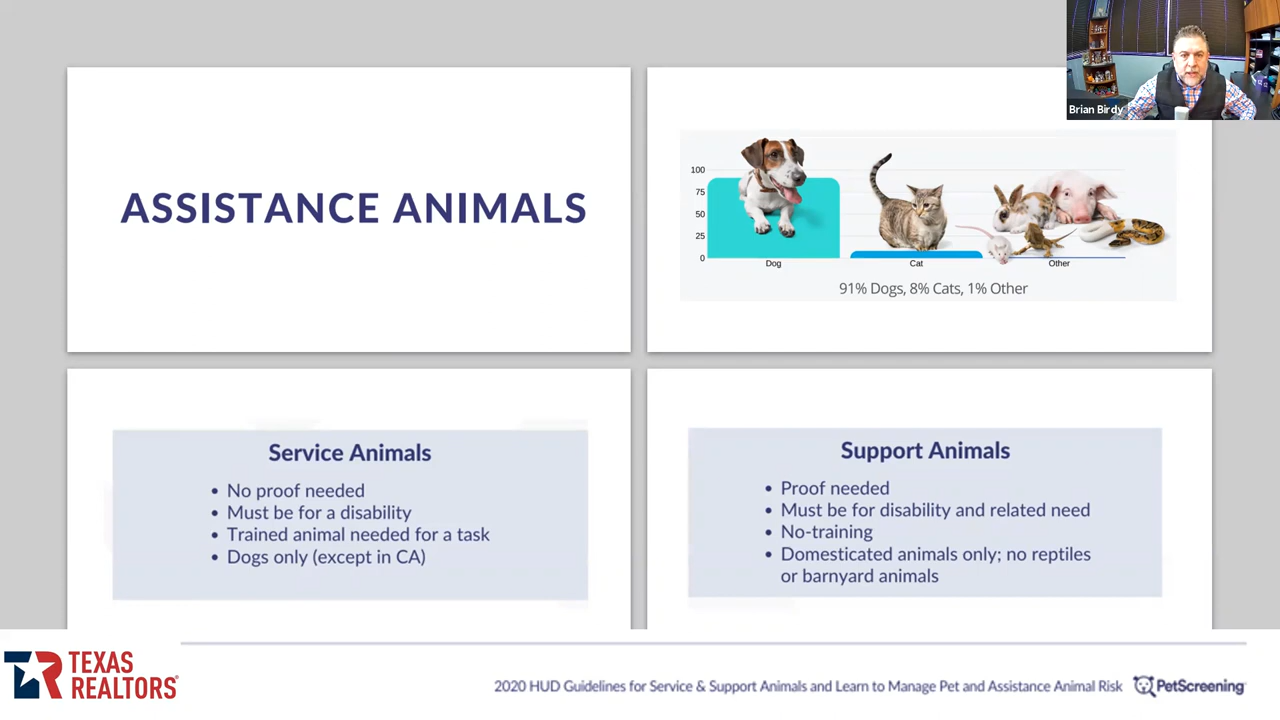 Brian Birdy
ASSISTANCE ANIMALS
100
75
50
25
0
Dog
Cat
Other
91% Dogs, 8% Cats, 1% Other
Service Animals
• No proof needed
• Must be for a disability
• Trained animal needed for a task
• Dogs only (except in CA)
Support Animals
• Proof needed
• Must be for disability and related need
• No-training
• Domesticated animals only; no reptiles
or barnyard animals
TEXAS
REALTORS®
2020 HUD Guidelines for Service & Support Animals and Learn to Manage Pet and Assistance Animal Risk
PetScreening